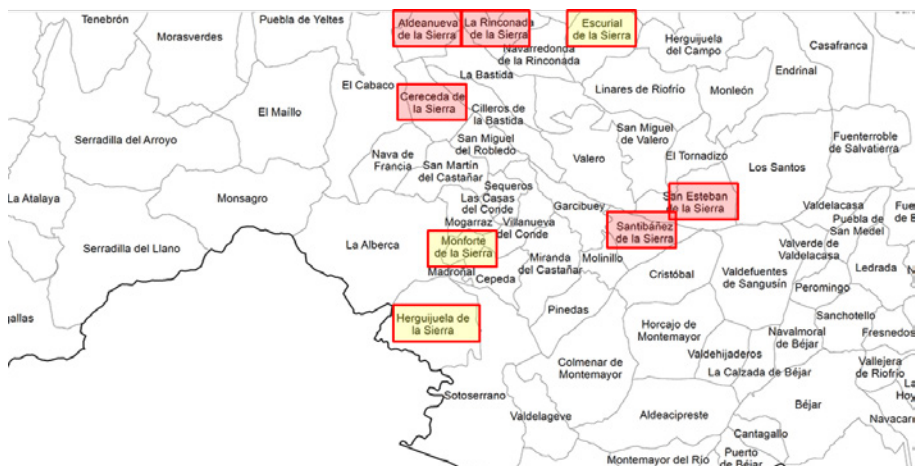 Tenebrón
Morasverdes
Puebla de Yeltes
Aldeanueva
de la Sierra
La Rinconada
de la Sierra
Escurial
de la Sierra
Navarredonda
de la Rinconada
Herguijuela
del Campo
Casafranca
Endrinal
La Bastida
El Cabaco
Cereceda de
la Sierra
Cilleros de
la Bastida
Linares de Riofrío
Monleón
El Maíllo
Serradilla del Arroyo
San Miguel
del Robledo
San Miguel
de Valero
Fuenterroble
de Salvatierra
Nava de
Francia
San Martín
del Castañar
Valero
El Tornadizo
Los Santos
La Atalaya
Monsagro
Sequeros
Las Casas
del Conde
Garcibuey
San Esteban
de la Sierra
Valdelacasa
Mogarraz
Villanueva
del Conde
Santibáñez
de la Sierra
Puebla de
San Medel
Serradilla del Llano
La Alberca
Monforte
de la Sierra
Miranda
del Castañar
Molinillo
Cristóbal
Valdefuentes
de Sangusín
Valverde de
Valdelacasa
Ledrada
Madroñal
Cepeda
Peromingo
gallas
Herguijuela de
la Sierra
Pinedas
Horcajo de
Montemayor
Sanchotello
Navalmoral
de Béjar
Fresnedos
Valdehijaderos
Colmenar de
Montemayor
La Calzada de Béjar
Vallejera
de Riofrío
Sotoserrano
Valdelageve
Aldeacipreste
Béjar
La
Hoy
Navacar
Cantagallo
Montemayor del Río
Puerto
de Béjar